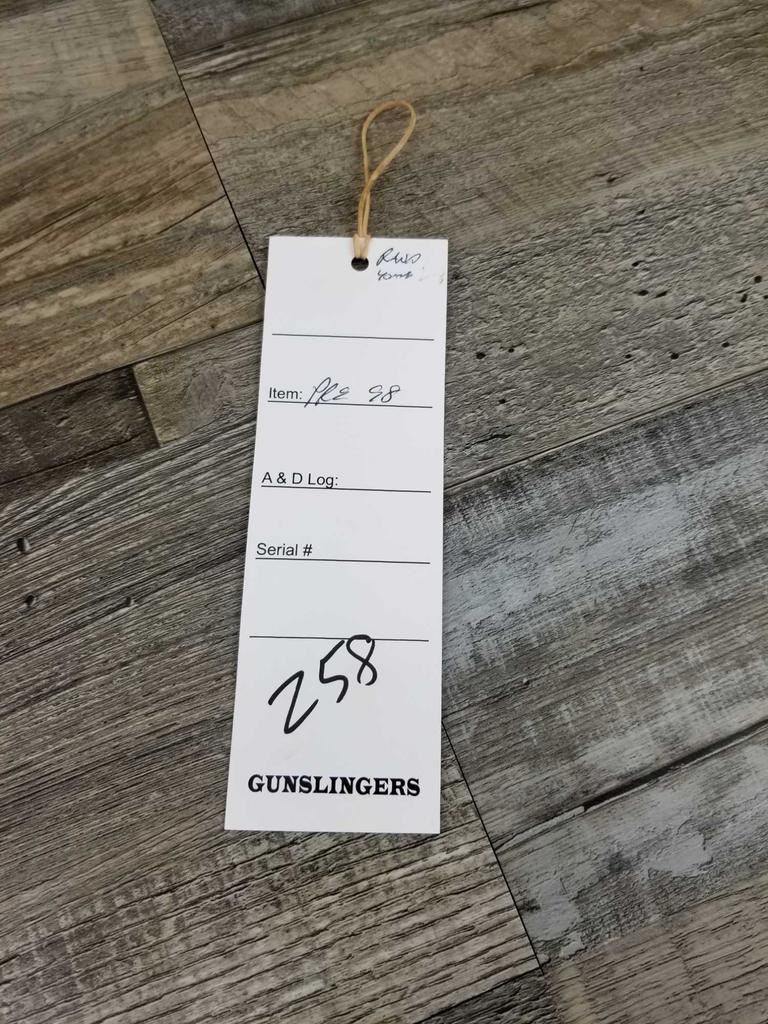 Item: PRE 98
A & D Log:
Serial #
258
GUNSLINGERS